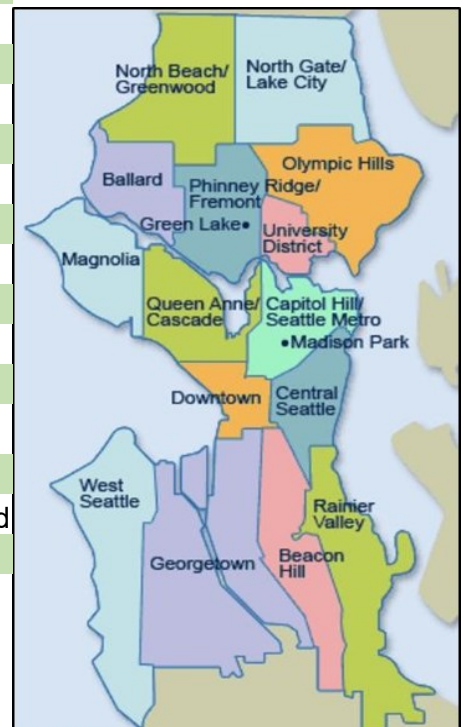 North Beach/
Greenwood
North Gate/
Lake City
Ballard
Olympic Hills
Phinney Ridge/
Fremont
Green Lake
University
District
Magnolia
Queen Anne/
Cascade
Capitol Hill/
Seattle Metro
Madison Park
Downtown
Central
Seattle
West
Seattle
Rainier
Valley
d
Georgetown
Beacon
Hill